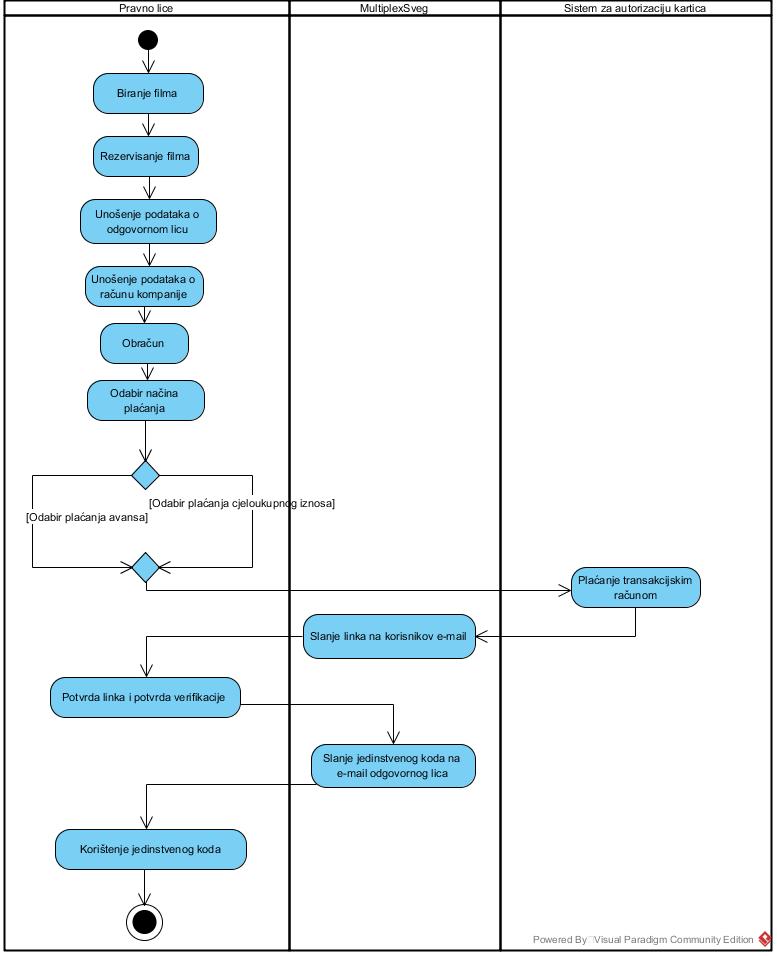 Pravno lice
MultiplexSveg
Sistem za autorizaciju kartica
Biranje filma
Rezervisanje filma
Unošenje podataka o
odgovornom licu
Unošenje podataka o
računu kompanije
Obračun
Odabir načina
plaćanja
[Odabir plaćanja cjeloukupnog iznosa]
[Odabir plaćanja avansa]
Plaćanje transakcijskim
računom
Slanje linka na korisnikov e-mail
Potvrda linka i potvrda verifikacije
Slanje jedinstvenog koda na
e-mail odgovornog lica
Korištenje jedinstvenog koda
Powered By Visual Paradigm Community Edition